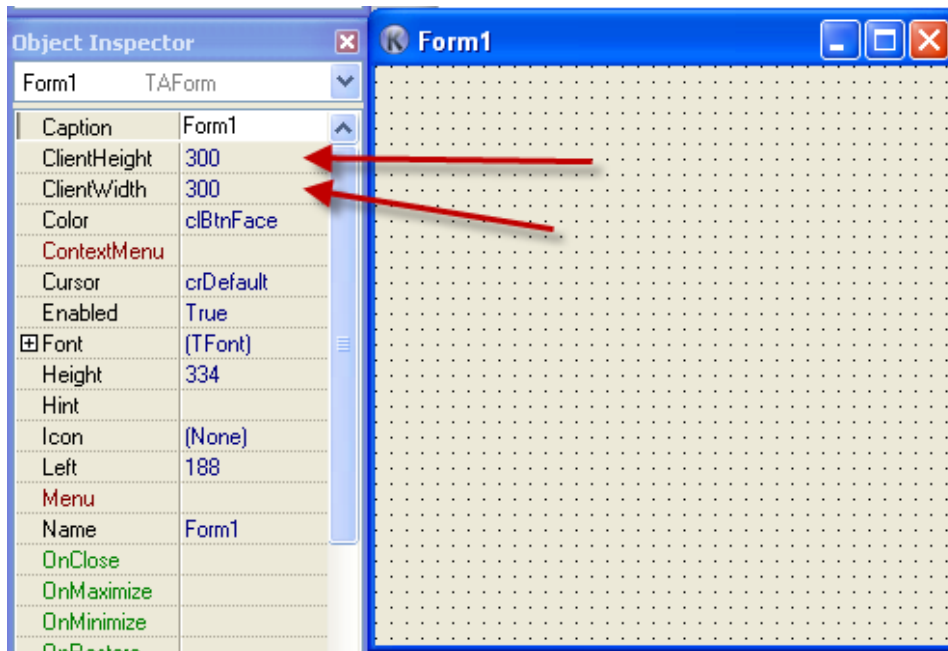 Object Inspector
Form1 TAForm
Caption Form1
ClientHeight 300
ClientWidth 300
Color clBtnFace
ContextMenu
Cursor crDefault
Enabled True
Font (TFont)
Height 334
Hint
Icon (None)
Left 188
Menu
Name Form1
OnClose
OnMaximize
OnMinimize
K Form1